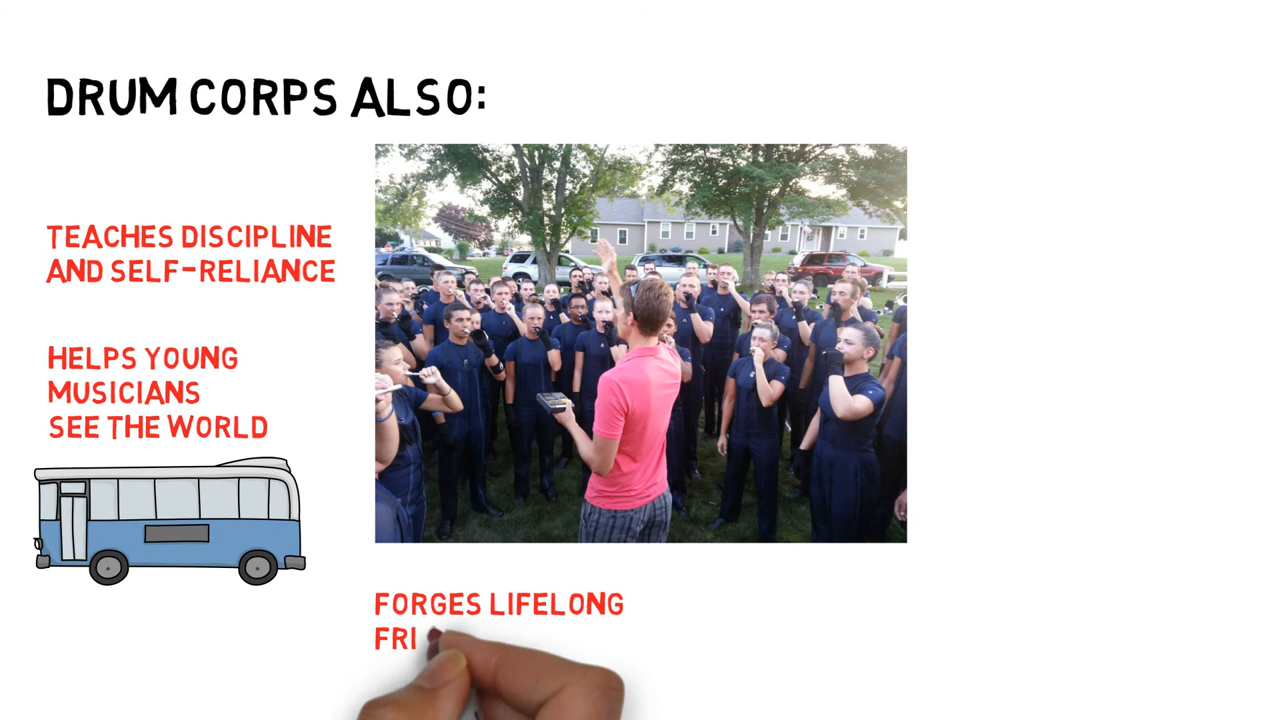 DRUM CORPS ALSO:
TEACHES DISCIPLINE
AND SELF-RELIANCE
HELPS YOUNG
MUSICIANS
SEE THE WORLD
FORGES LIFELONG
FRI